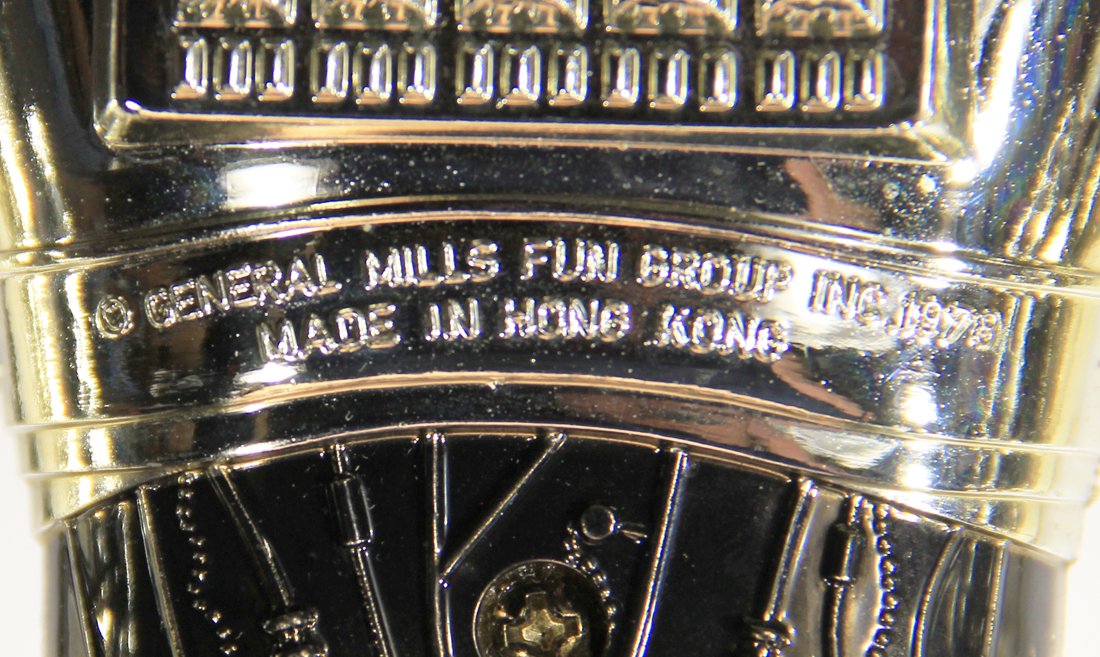 © GENERAL MILLS FUN GROUP INC. 1978
MADE IN HONG KONG